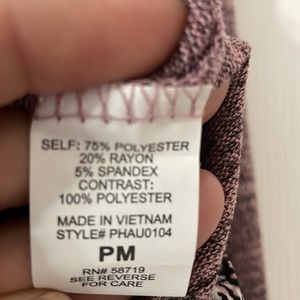 SELF: 75% POLYESTER
20% RAYON
5% SPANDEX
CONTRAST:
100% POLYESTER
MADE IN VIETNAM
STYLE# PHAU0104
PM
RN# 58719
SEE REVERSE
FOR CARE